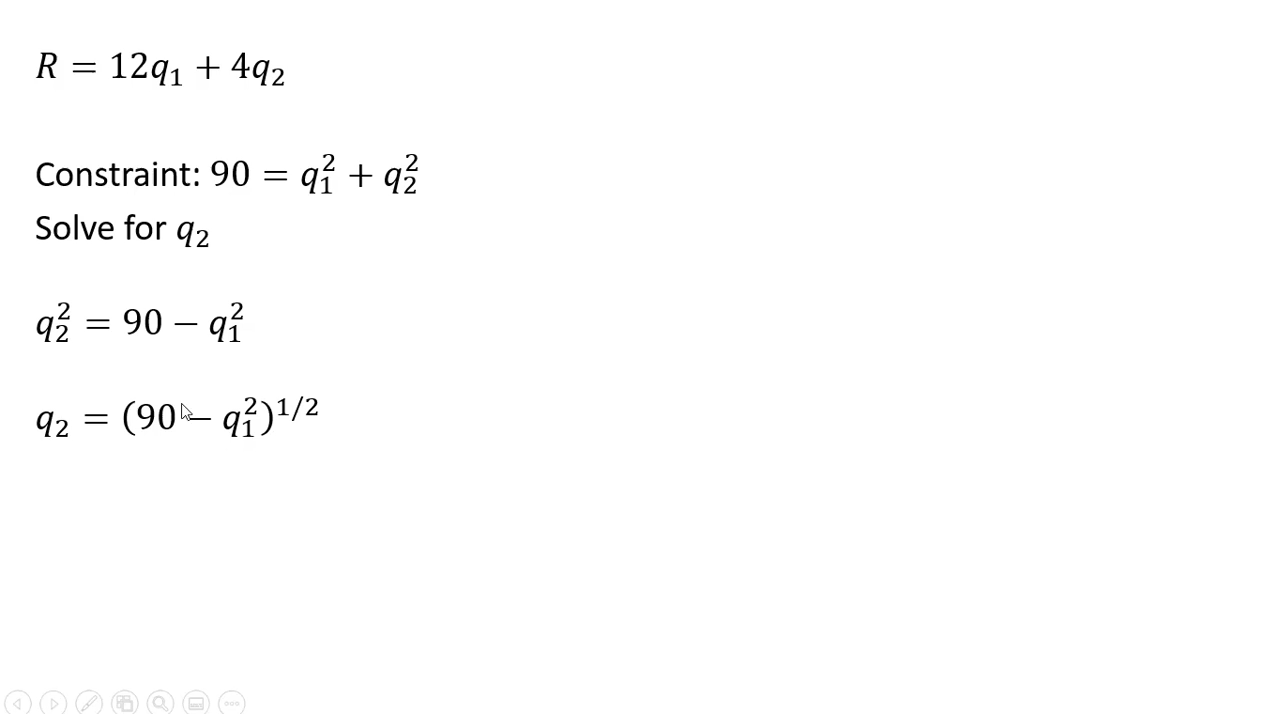 R = 12q₁ + 4q₂
Constraint: 90 = q₁² + q₂²
Solve for q₂
q₂² = 90 − q₁²
q₂ = (90 − q₁²)^{1/2}